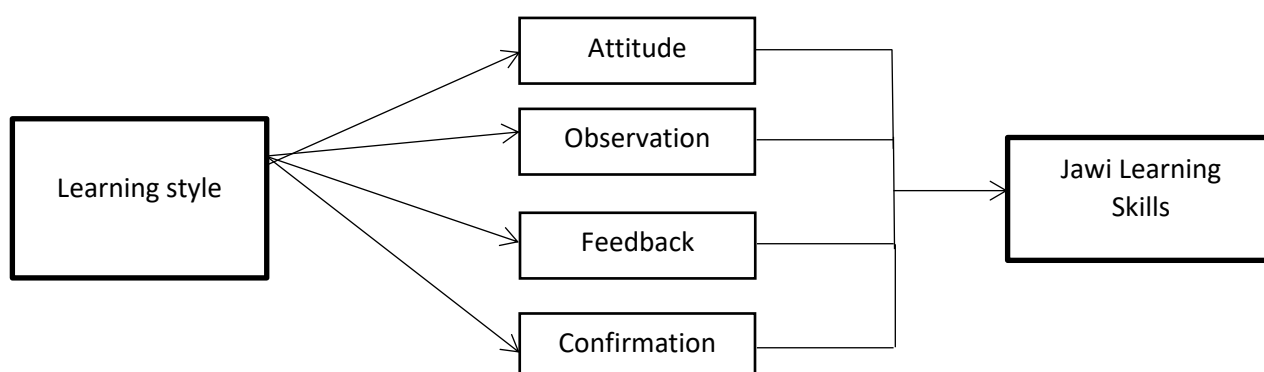 Attitude
Observation
Learning style
Feedback
Confirmation
Jawi Learning
Skills